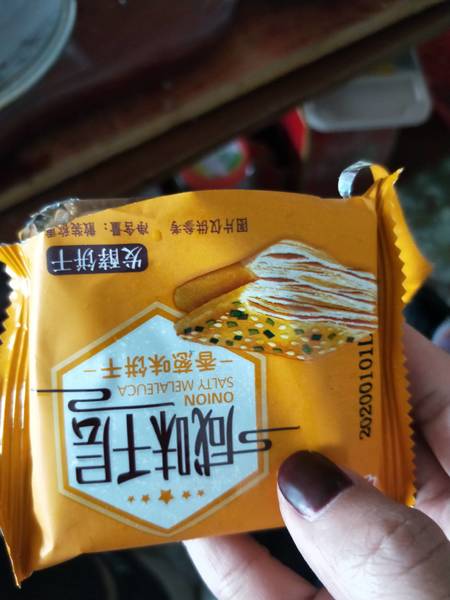 咸味千层
ONION
SALTY MELALEUCA
香葱味饼干
发酵饼干
图片仅供参考 净含量：散装称重
20200101L